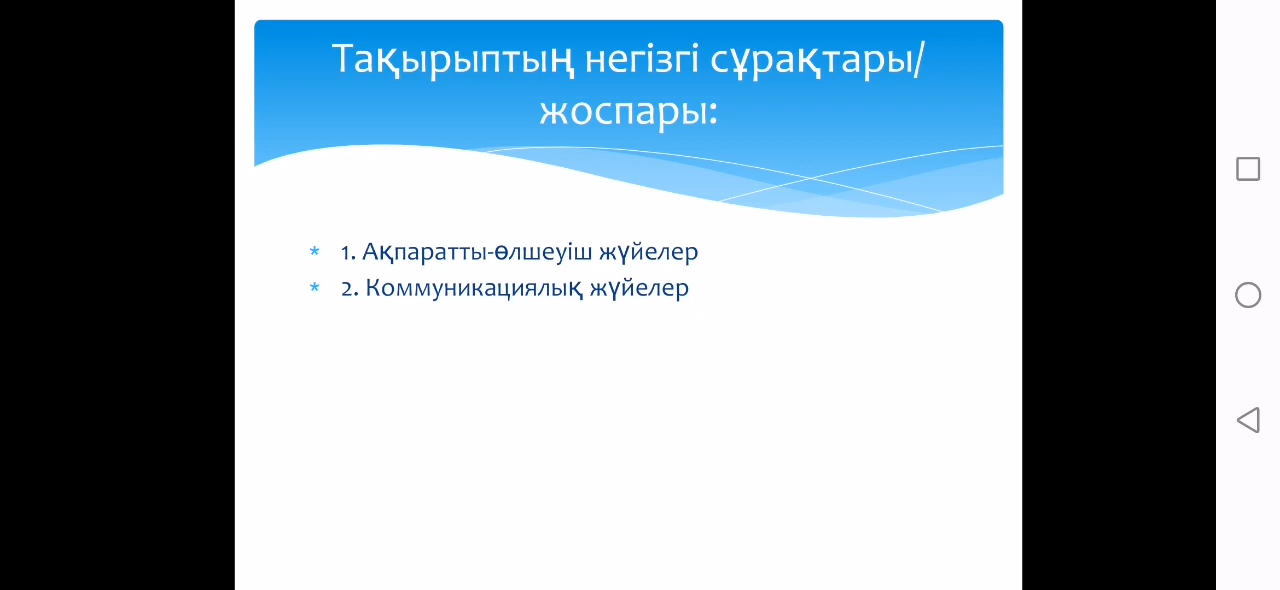 Тақырыптың негізгі сұрақтары/
жоспары:
* 1. Ақпаратты-өлшеуіш жүйелер
* 2. Коммуникациялық жүйелер